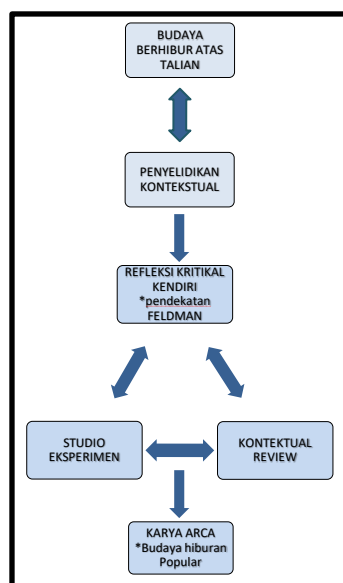 BUDAYA
BERHIBUR ATAS
TALIAN
PENYELIDIKAN
KONTEKSTUAL
REFLEKSI KRITIKAL
KENDIRI
*pendekatan
FELDMAN
STUDIO
EKSPERIMEN
KONTEKTUAL
REVIEW
KARYA ARCA
*Budaya hiburan
Popular